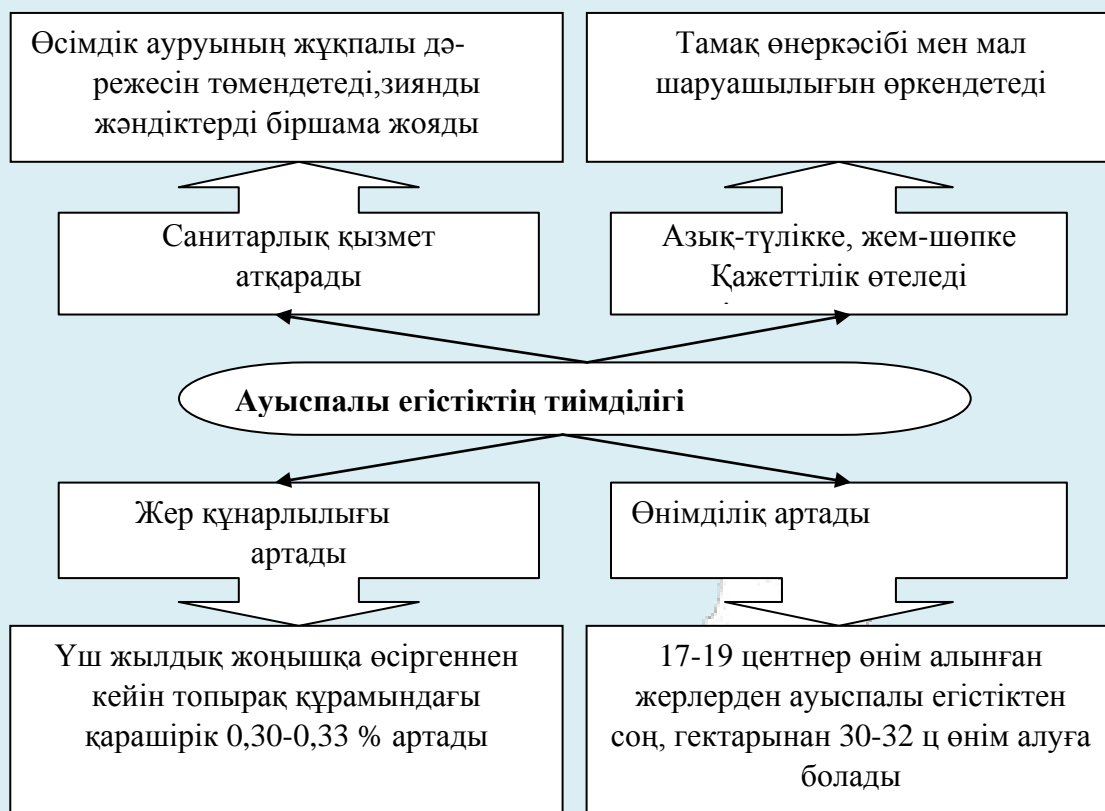 Өсімдік ауруының жұқпалы дә-
режесін төмендетеді,зиянды
жәндіктерді біршама жояды
Тамақ өнеркәсібі мен мал
шаруашылығын өркендетеді
Санитарлық қызмет
атқарады
Азық-түлікке, жем-шөпке
Қажеттілік өтеледі
Ауыспалы егістіктің тиімділігі
Жер құнарлылығы
артады
Өнімділіқ артады
Үш жылдық жоңышқа өсіргеннен
кейін топырақ құрамындағы
қарашірік 0,30-0,33 % артады
17-19 центнер өнім алынған
жерлерден ауыспалы егістіктен
соң, гектарынан 30-32 ц өнім алуға
болады